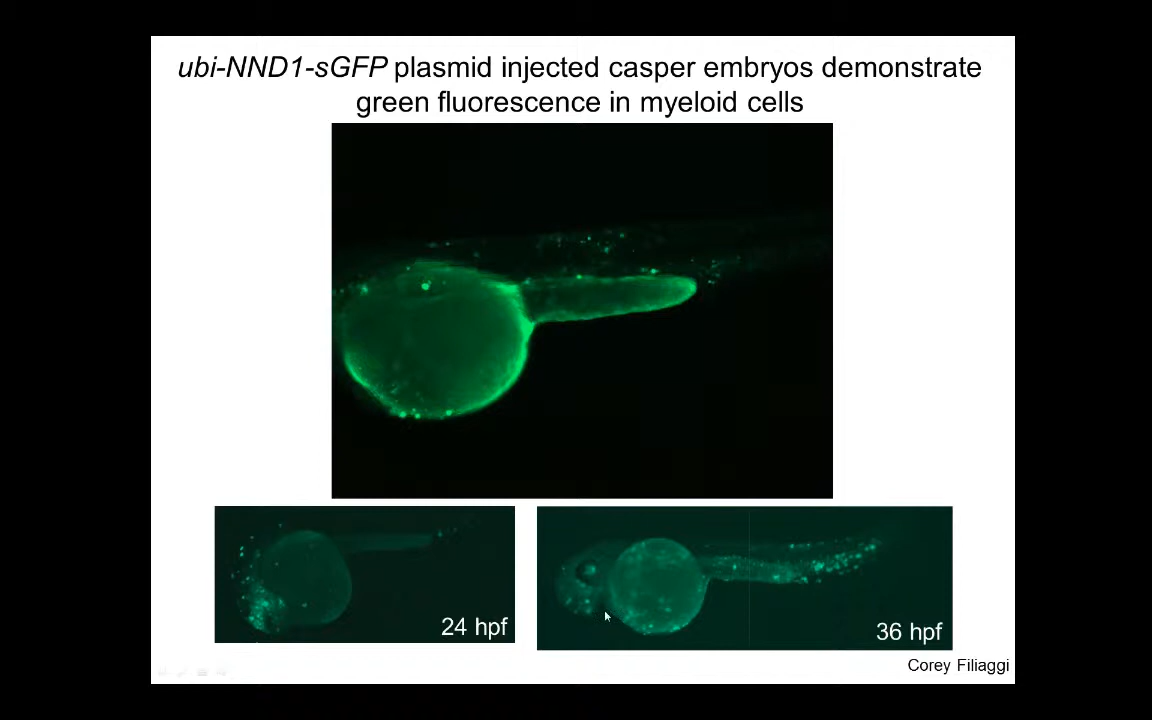 ubi-NND1-sGFP plasmid injected casper embryos demonstrate
green fluorescence in myeloid cells
24 hpf
36 hpf
Corey Filiaggi